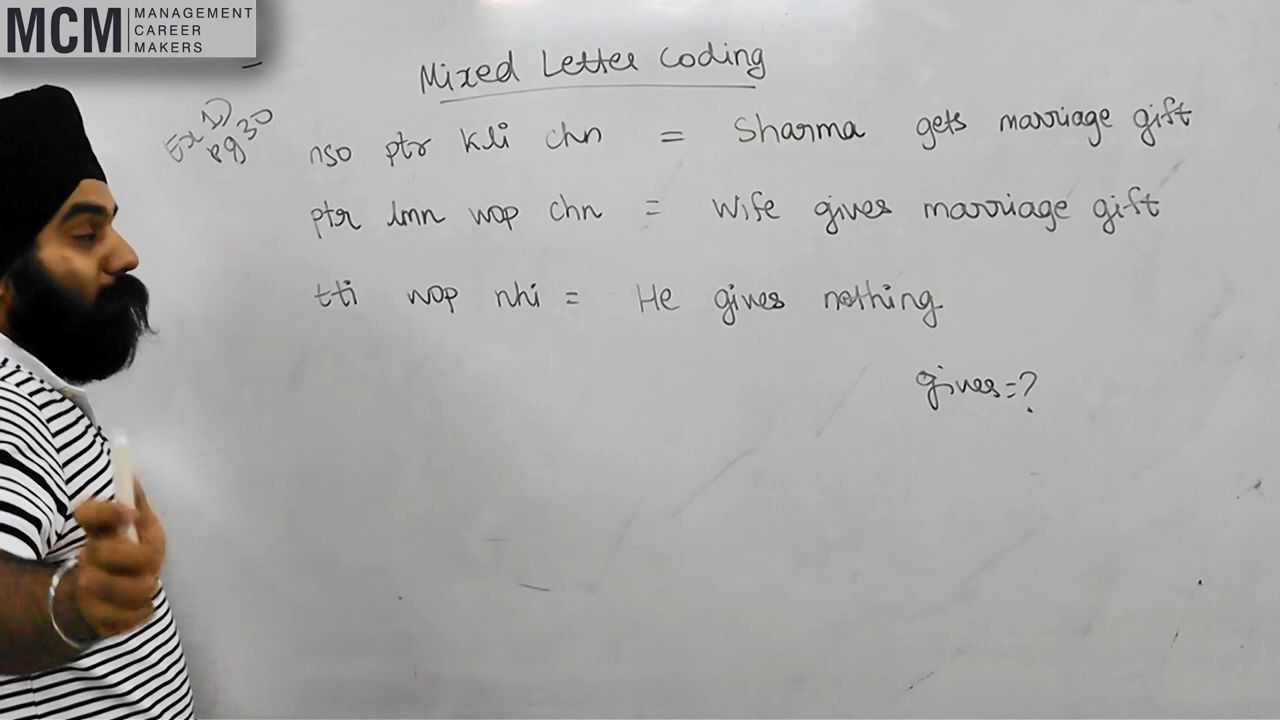 MCM MANAGEMENT CAREER MAKERS
Mixed Letter Coding
Ex 1) pg 30
nso ptr kli chn = Sharma gets marriage gift
ptr lmn wop chn = Wife gives marriage gift
tti wop nhi = He gives nothing
gives=?